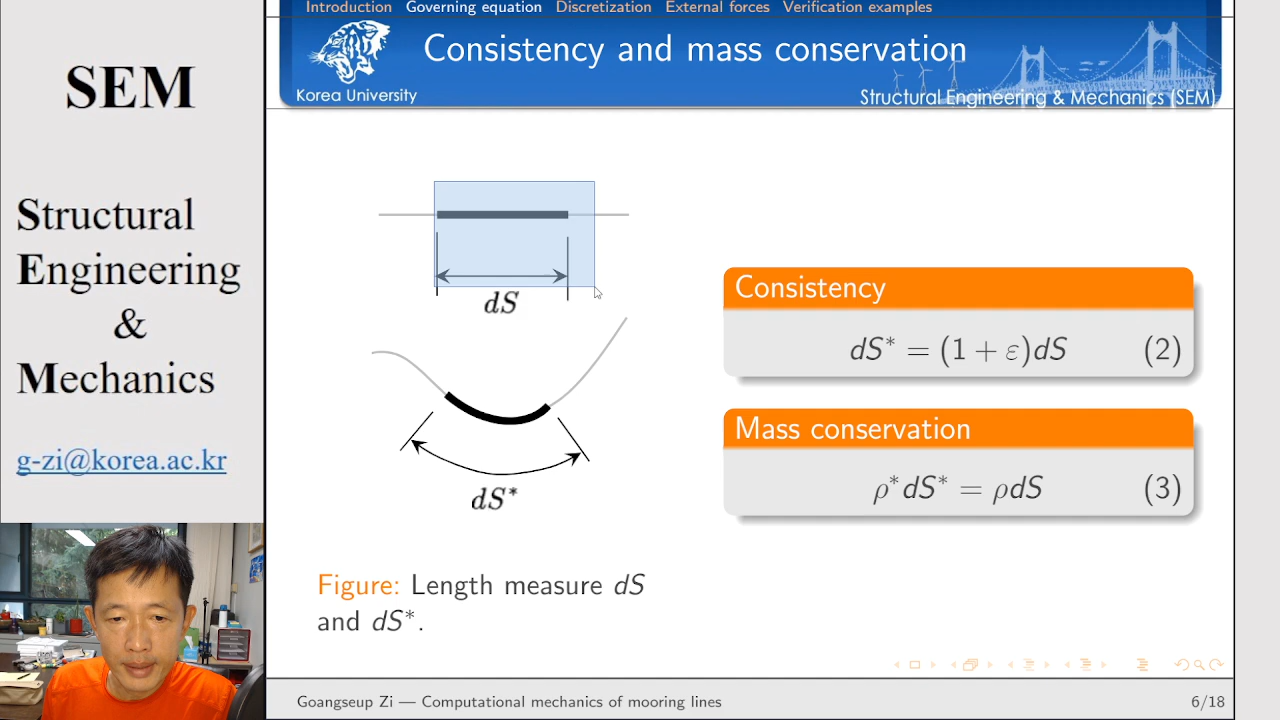 SEM
Structural
Engineering
&
Mechanics
g-zi@korea.ac.kr
Introduction Governing equation Discretization External forces Verification examples
Consistency and mass conservation
Korea University
Structural Engineering & Mechanics (SEM)
dS
dS*
Figure: Length measure dS
and dS*.
Consistency
dS* = (1 + ε)dS (2)
Mass conservation
ρ*dS* = ρdS (3)
Goangseup Zi — Computational mechanics of mooring lines
6/18